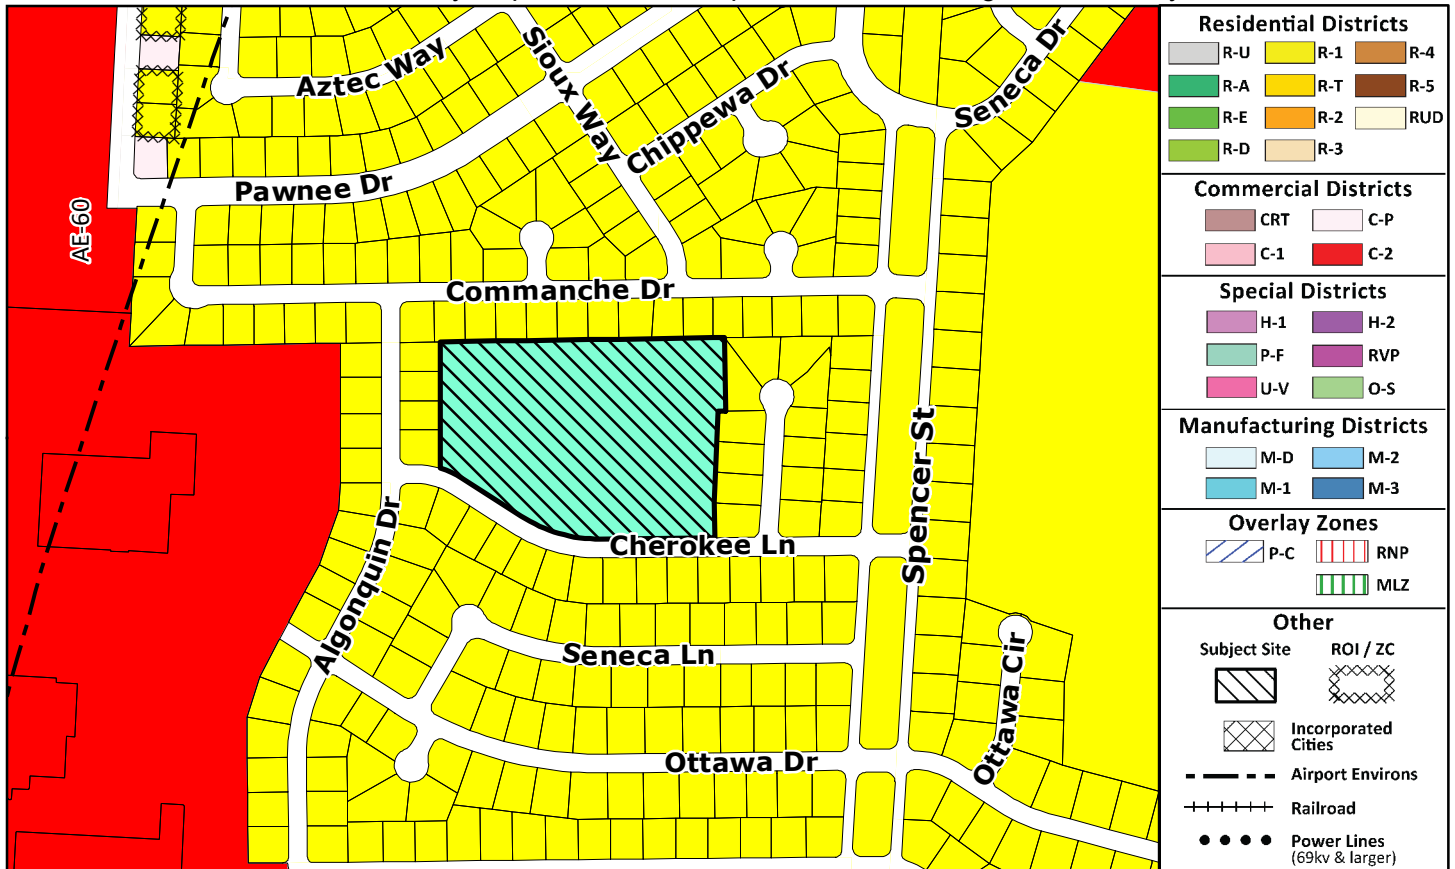 Aztec Way
Sioux Way
Chippewa Dr
Seneca Dr
Pawnee Dr
AE-60
Commanche Dr
Spencer St
Algonquin Dr
Cherokee Ln
Seneca Ln
Ottawa Cir
Ottawa Dr
Residential Districts
R-U R-1 R-4
R-A R-T R-5
R-E R-2 RUD
R-D R-3
Commercial Districts
CRT C-P
C-1 C-2
Special Districts
H-1 H-2
P-F RVP
U-V O-S
Manufacturing Districts
M-D M-2
M-1 M-3
Overlay Zones
P-C RNP
MLZ
Other
Subject Site ROI / ZC
Incorporated
Cities
Airport Environs
Railroad
Power Lines
(69kv & larger)